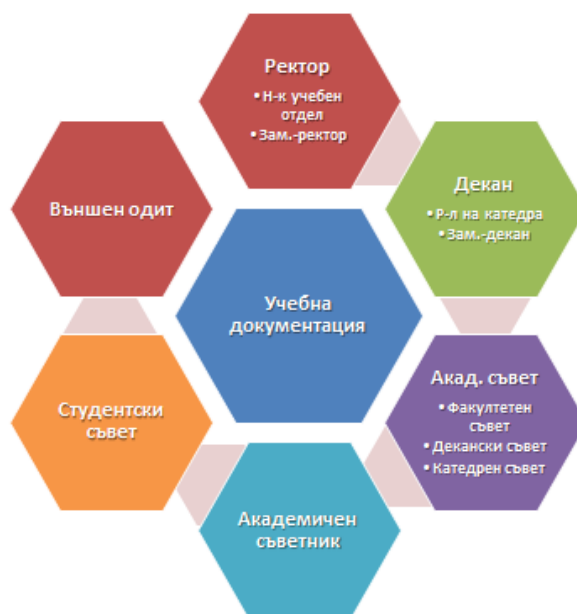 Ректор
• Н-к учебен
отдел
• Зам.-ректор
Декан
• Р-л на катедра
• Зам.-декан
Външен одит
Учебна
документация
Акад. съвет
• Факултетен
съвет
• Декански съвет
• Катедрен съвет
Студентски
съвет
Академичен
съветник